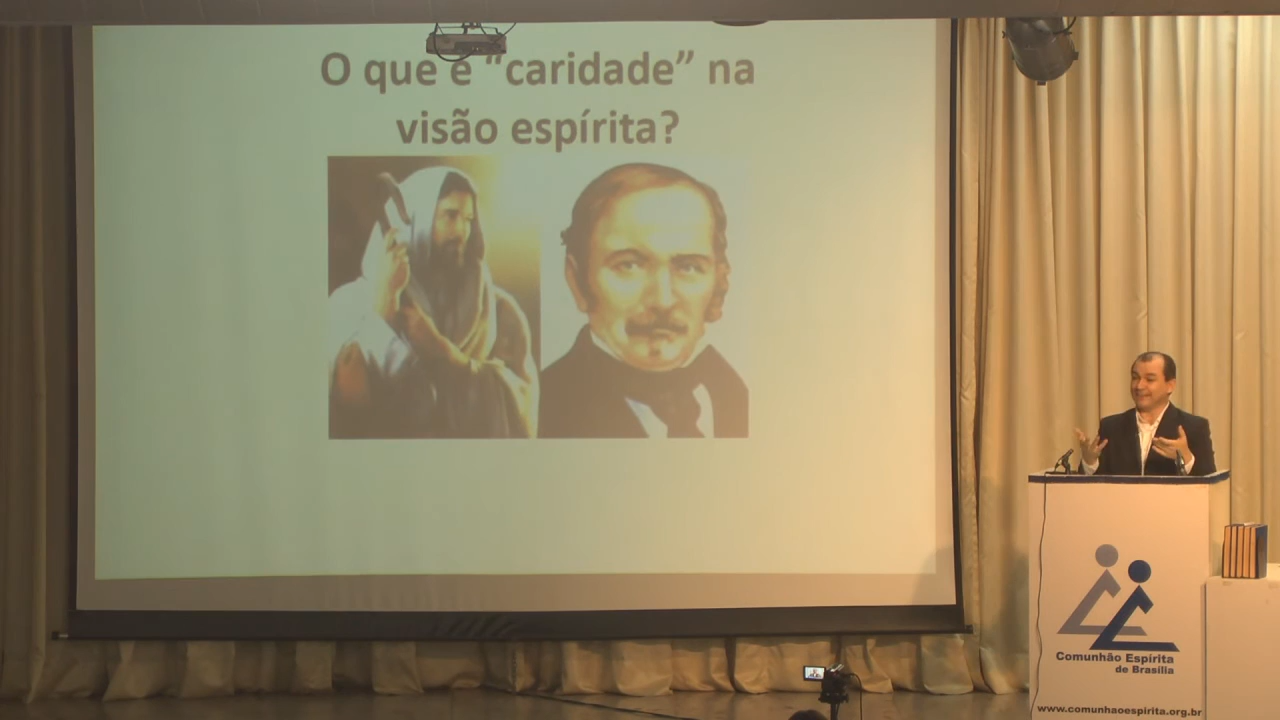 O que é “caridade” na
visão espírita?
Comunhão Espírita
de Brasília
www.comunhaoespirita.org.br